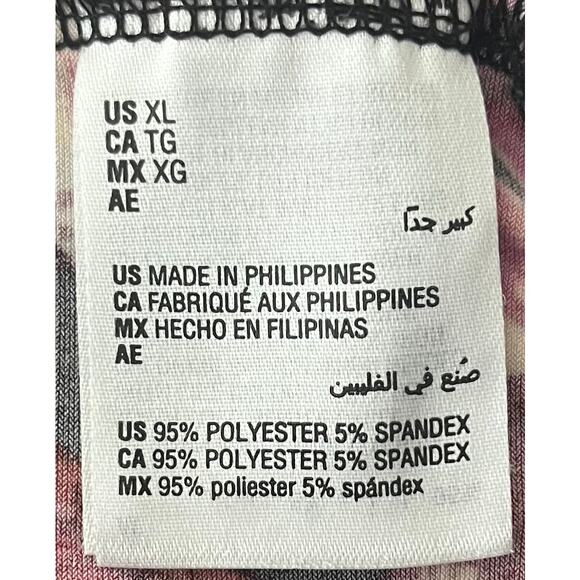 US XL
CA TG
MX XG
AE
كبير جدًا
US MADE IN PHILIPPINES
CA FABRIQUÉ AUX PHILIPPINES
MX HECHO EN FILIPINAS
AE
صُنع في الفلبين
US 95% POLYESTER 5% SPANDEX
CA 95% POLYESTER 5% SPANDEX
MX 95% poliester 5% spándex